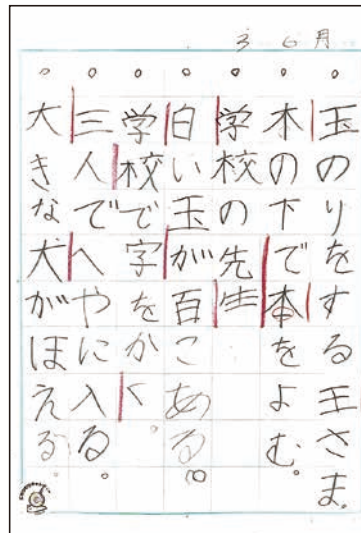 3 6月
玉のりをする王さま。
木の下で本をよむ。
学校の先生
白い玉が百こある。
学校で字をかく。
三人でへやに入る。
大きな犬がほえる。